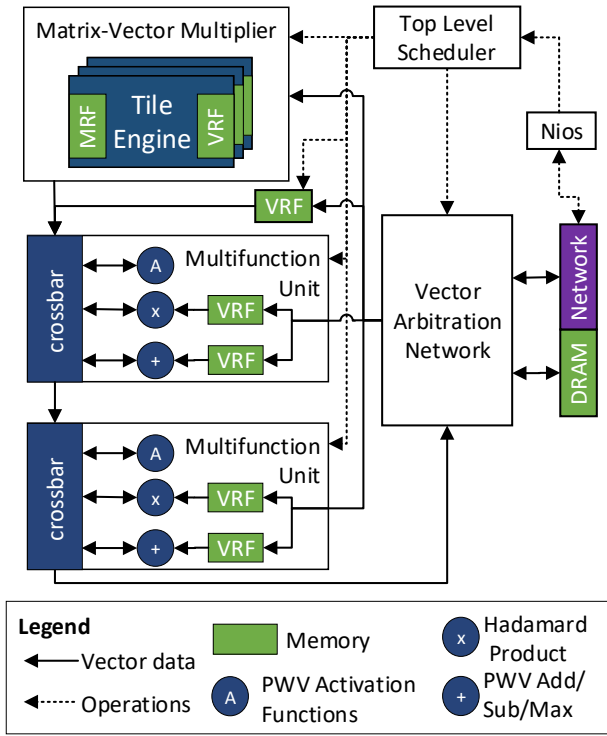 Matrix-Vector Multiplier
MRF
Tile
Engine
VRF
Top Level
Scheduler
Nios
VRF
crossbar
Multifunction
Unit
A
x
VRF
+
VRF
Vector
Arbitration
Network
Network
DRAM
crossbar
Multifunction
Unit
A
x
VRF
+
VRF
Legend
Vector data
Operations
Memory
A
PWV Activation
Functions
x
Hadamard
Product
+
PWV Add/
Sub/Max